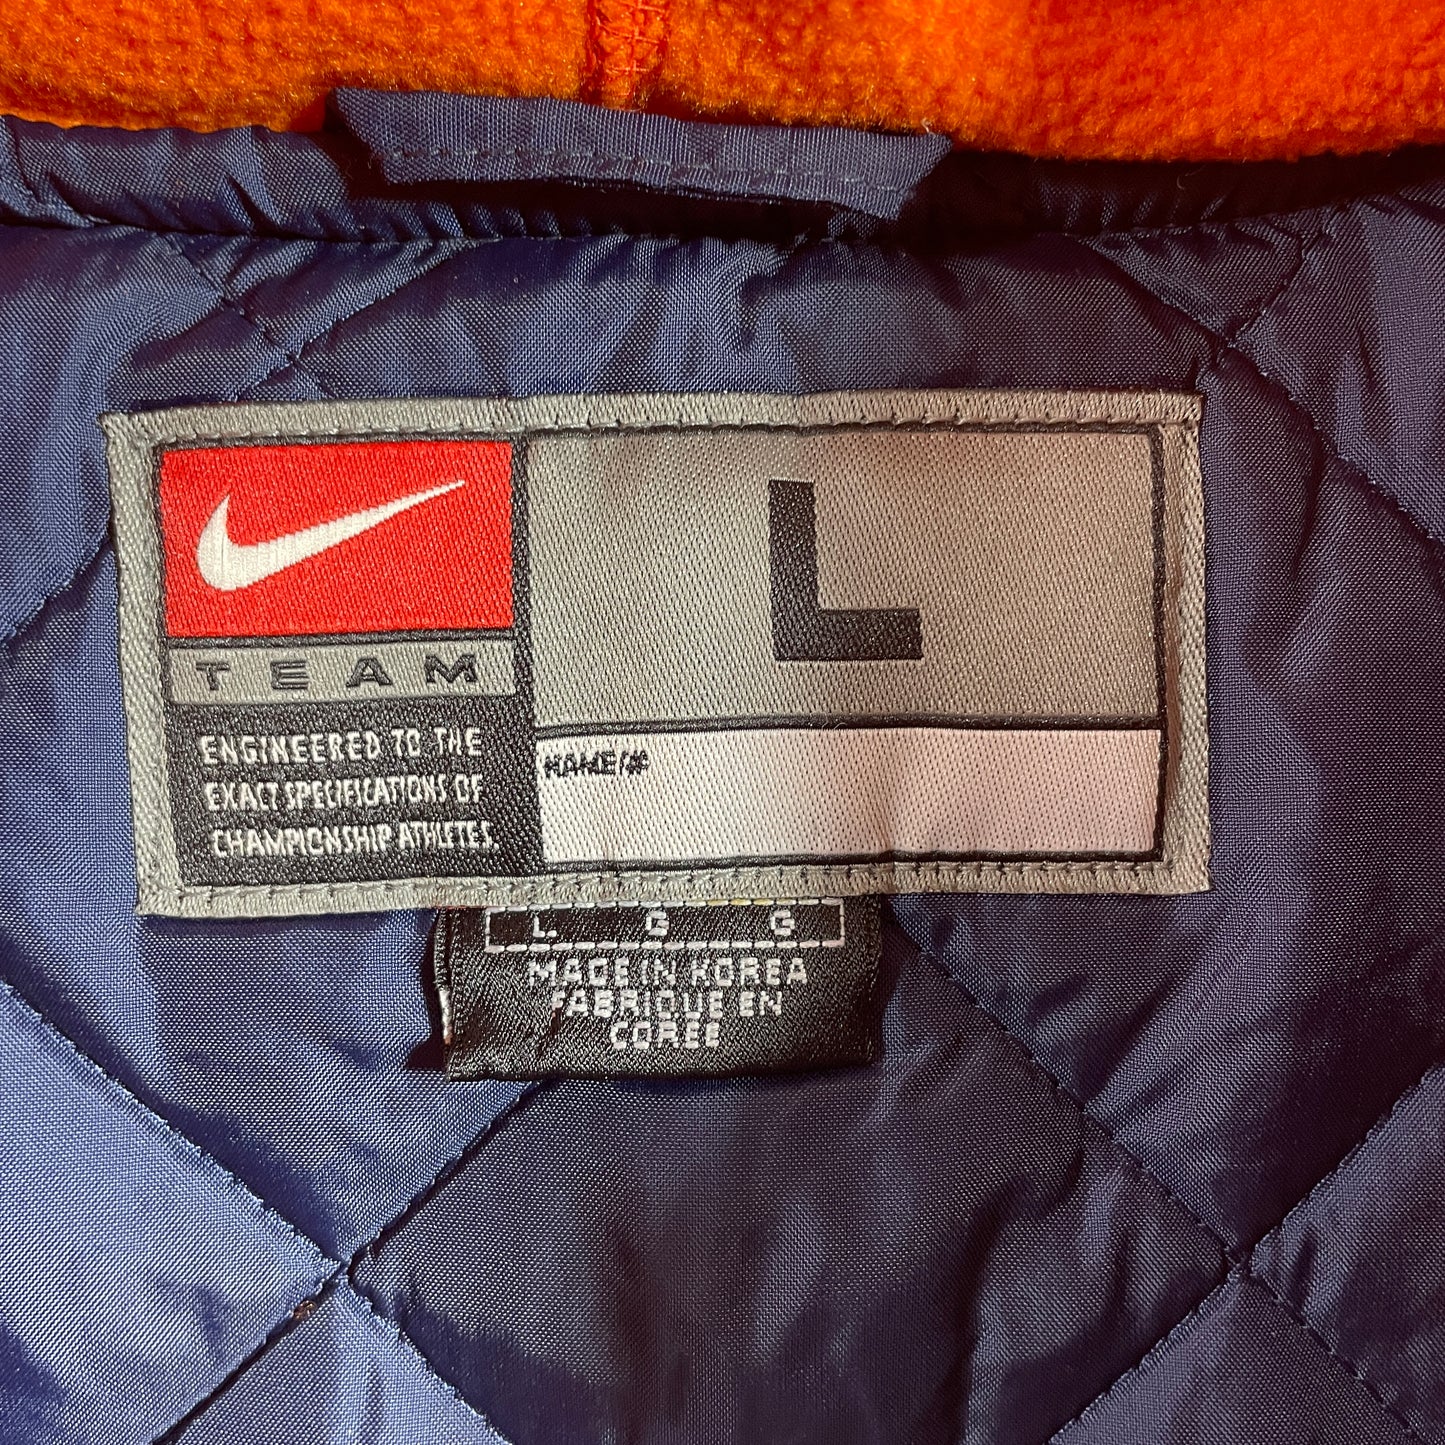 TEAM
ENGINEERED TO THE
EXACT SPECIFICATIONS OF
CHAMPIONSHIP ATHLETES.
L
NAME/#
L. G G
MADE IN KOREA
FABRIQUE EN
COREE